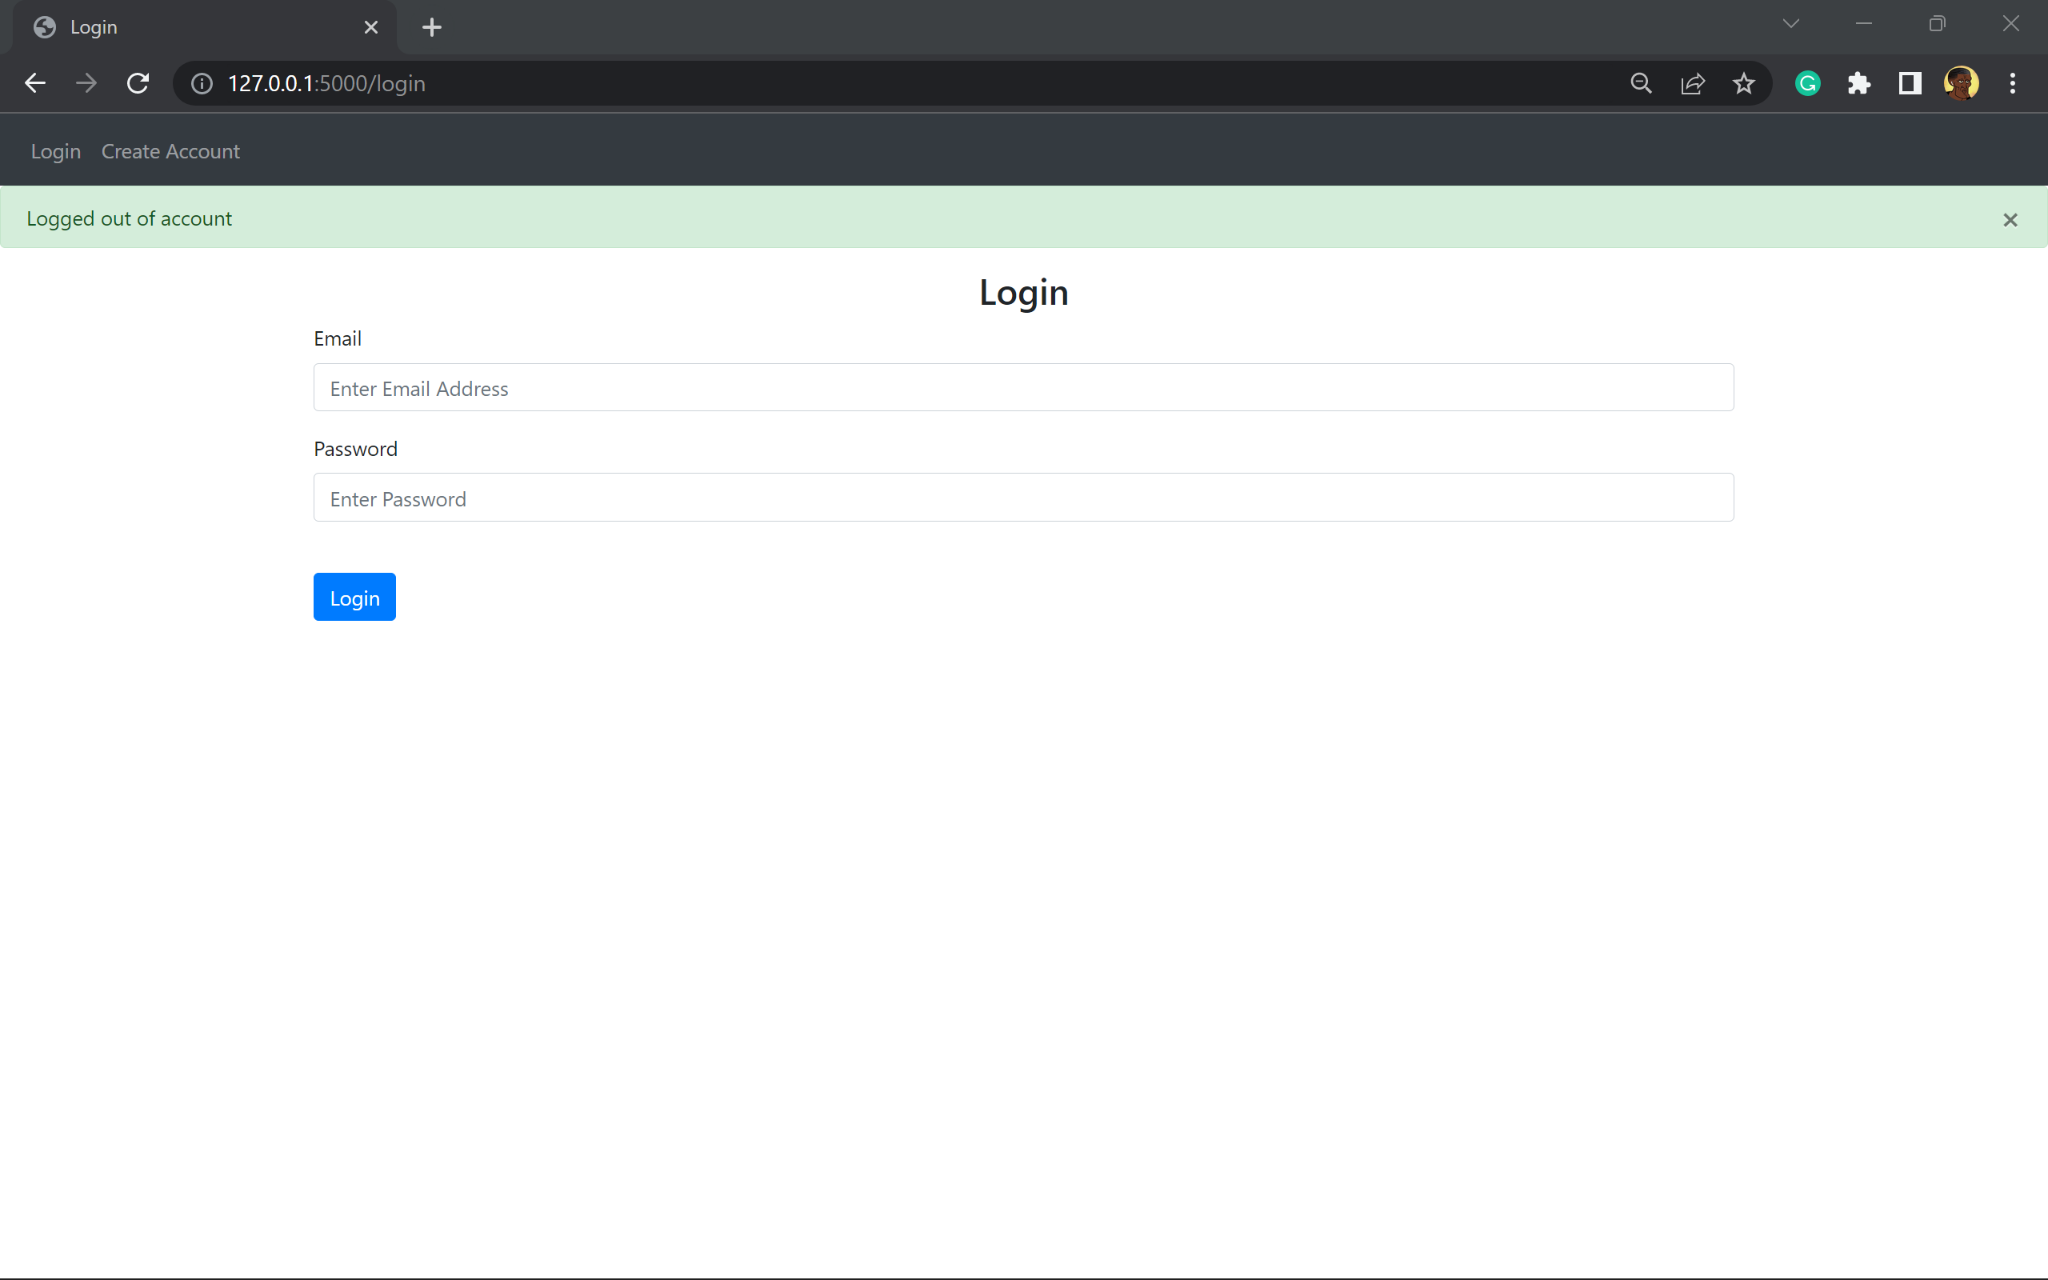 Login
127.0.0.1:5000/login
Login Create Account
Logged out of account
Login
Email
Enter Email Address
Password
Enter Password
Login